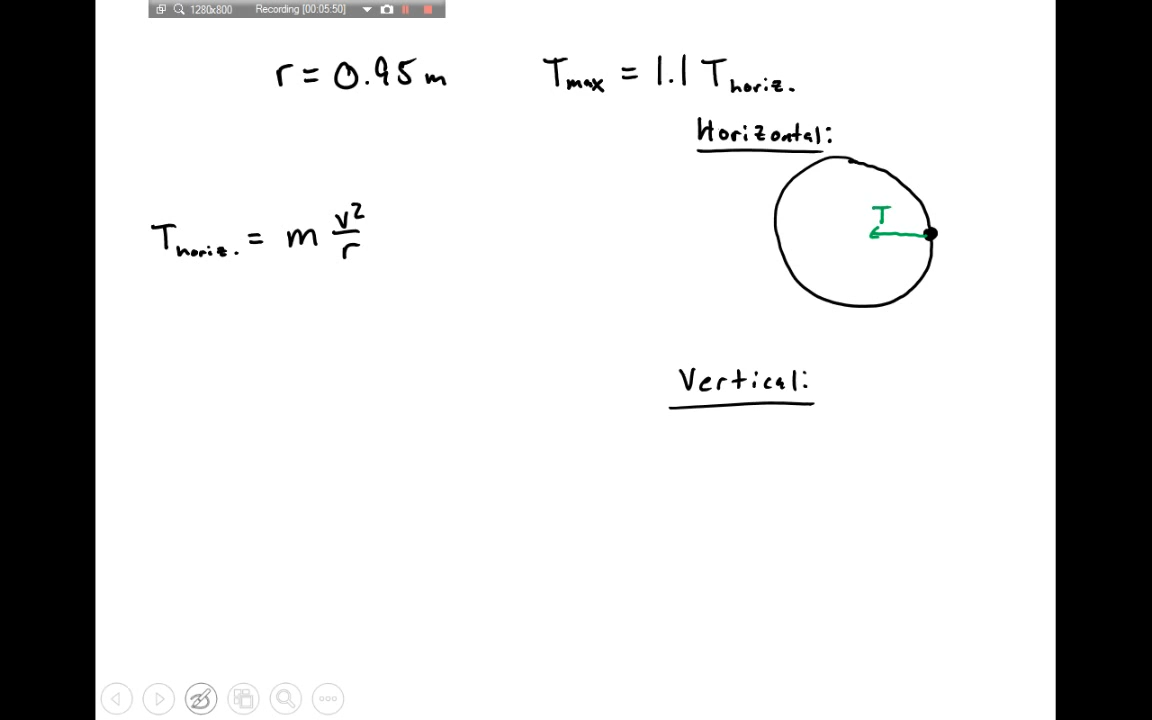 1280x800 Recording [00:05:50]
r = 0.95 m
T_max = 1.1 T_horiz.
Horizontal:
T
T_horiz. = m v²/r
Vertical: